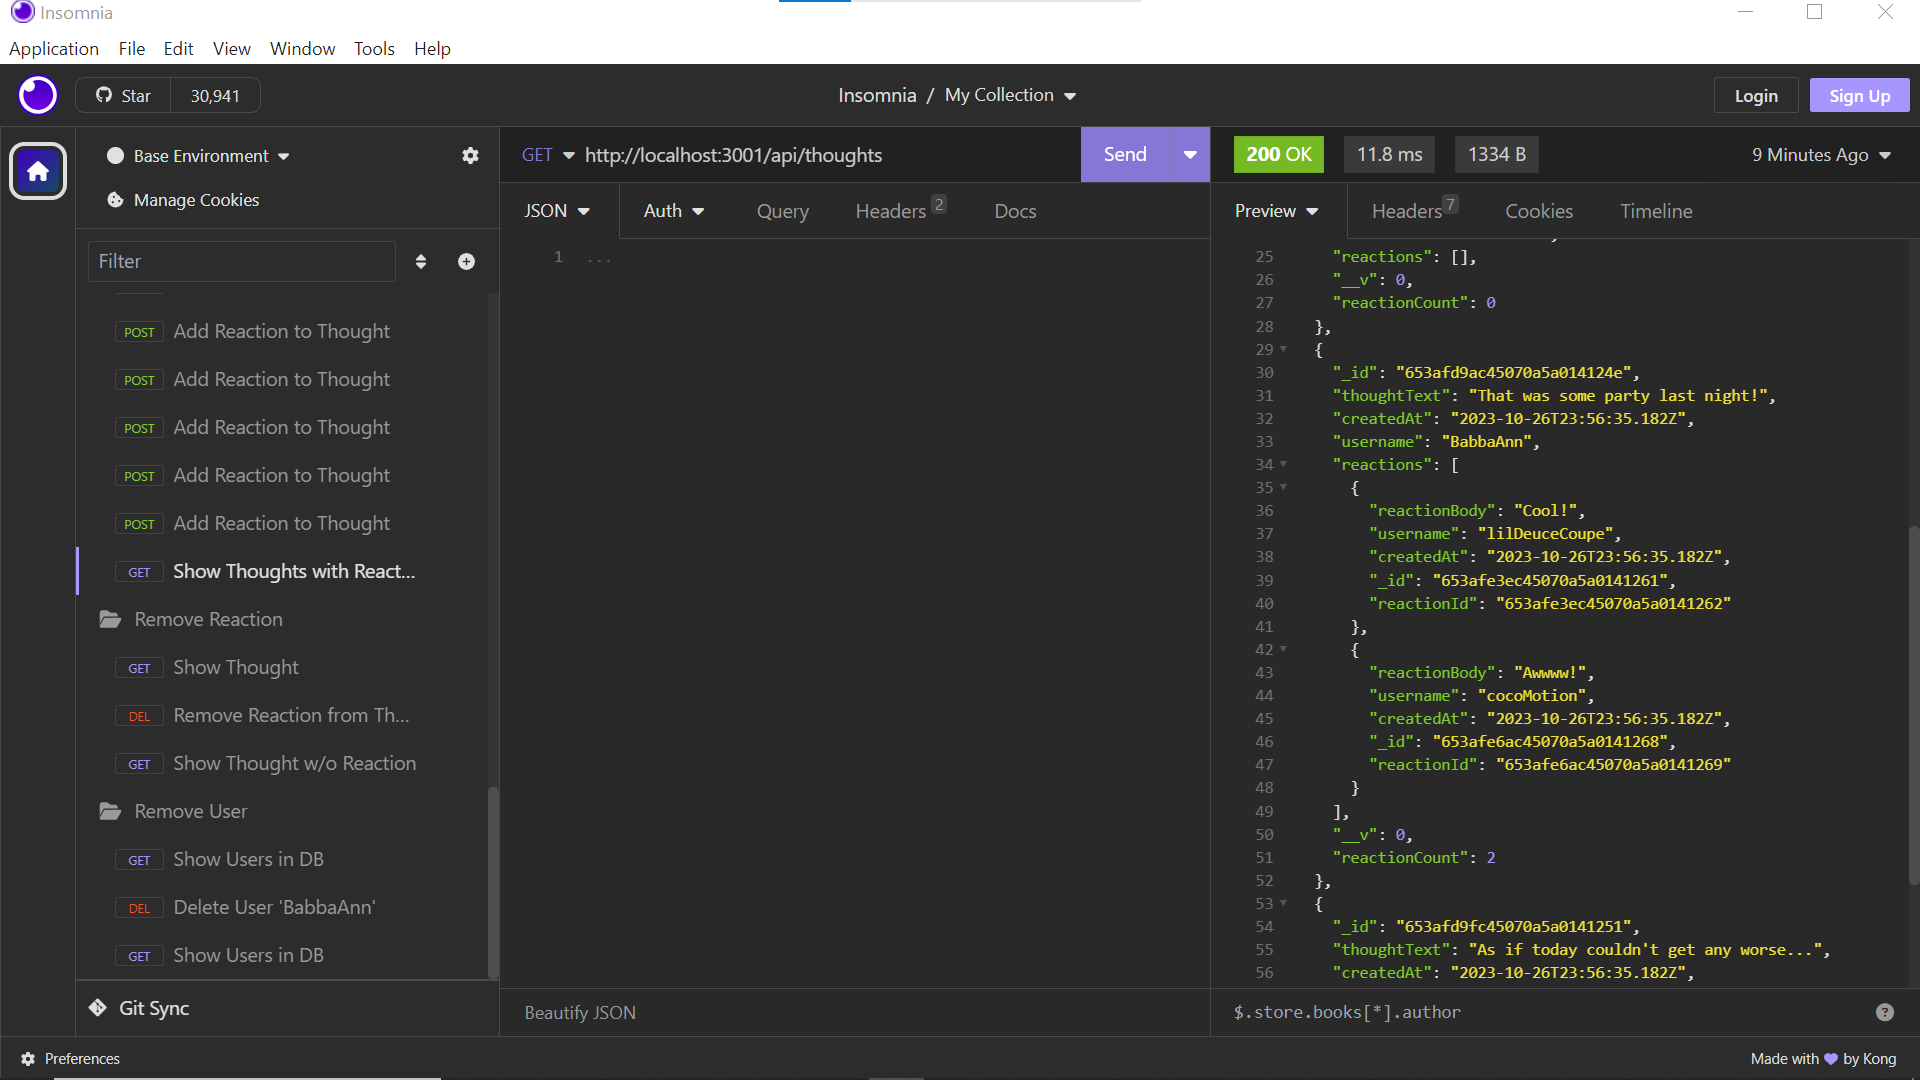 Insomnia
Application File Edit View Window Tools Help
Star 30,941
Insomnia / My Collection
Login Sign Up
Base Environment
Manage Cookies
Filter
POST Add Reaction to Thought
POST Add Reaction to Thought
POST Add Reaction to Thought
POST Add Reaction to Thought
POST Add Reaction to Thought
GET Show Thoughts with React...
Remove Reaction
GET Show Thought
DEL Remove Reaction from Th...
GET Show Thought w/o Reaction
Remove User
GET Show Users in DB
DEL Delete User 'BabbaAnn'
GET Show Users in DB
Git Sync
GET http://localhost:3001/api/thoughts Send
JSON Auth Query Headers 2 Docs
1 ...
Beautify JSON
200 OK 11.8 ms 1334 B 9 Minutes Ago
Preview Headers 7 Cookies Timeline
25 "reactions": [],
26 "__v": 0,
27 "reactionCount": 0
28 },
29 {
30 "_id": "653afd9ac45070a5a014124e",
31 "thoughtText": "That was some party last night!",
32 "createdAt": "2023-10-26T23:56:35.182Z",
33 "username": "BabbaAnn",
34 "reactions": [
35 {
36 "reactionBody": "Cool!",
37 "username": "lilDeuceCoupe",
38 "createdAt": "2023-10-26T23:56:35.182Z",
39 "_id": "653afe3ec45070a5a0141261",
40 "reactionId": "653afe3ec45070a5a0141262"
41 },
42 {
43 "reactionBody": "Awwww!",
44 "username": "cocoMotion",
45 "createdAt": "2023-10-26T23:56:35.182Z",
46 "_id": "653afe6ac45070a5a0141268",
47 "reactionId": "653afe6ac45070a5a0141269"
48 }
49 ],
50 "__v": 0,
51 "reactionCount": 2
52 },
53 {
54 "_id": "653afd9fc45070a5a0141251",
55 "thoughtText": "As if today couldn't get any worse...",
56 "createdAt": "2023-10-26T23:56:35.182Z",
$.store.books[*].author
Preferences
Made with 💜 by Kong